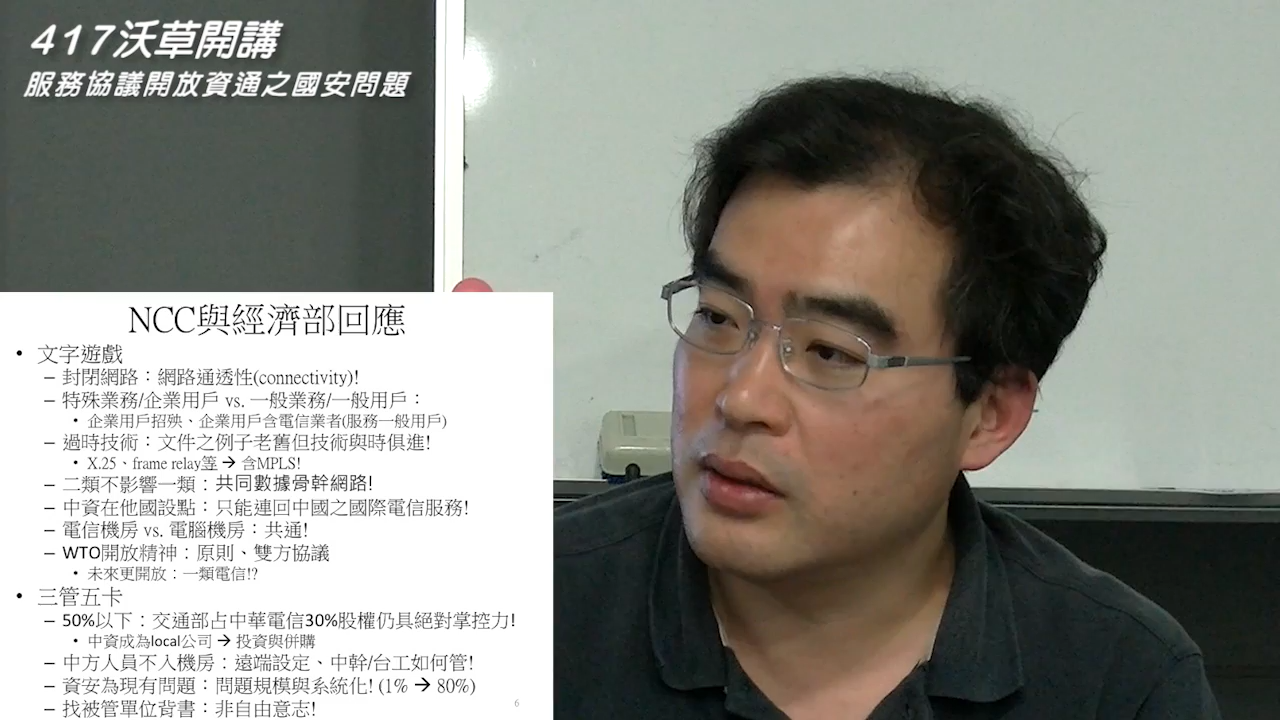 417沃草開講
服務協議開放資通之國安問題
NCC與經濟部回應
• 文字遊戲
– 封閉網路：網路通透性(connectivity)!
– 特殊業務/企業用戶 vs. 一般業務/一般用戶：
• 企業用戶招殃、企業用戶含電信業者(服務一般用戶)
– 過時技術：文件之例子老舊但技術與時俱進!
• X.25、frame relay等 → 含MPLS!
– 二類不影響一類：共同數據骨幹網路!
– 中資在他國設點：只能連回中國之國際電信服務!
– 電信機房 vs. 電腦機房：共通!
– WTO開放精神：原則、雙方協議
• 未來更開放：一類電信!?
• 三管五卡
– 50%以下：交通部占中華電信30%股權仍具絕對掌控力!
• 中資成為local公司 → 投資與併購
– 中方人員不入機房：遠端設定、中幹/台工如何管!
– 資安為現有問題：問題規模與系統化! (1% → 80%)
– 找被管單位背書：非自由意志!
6